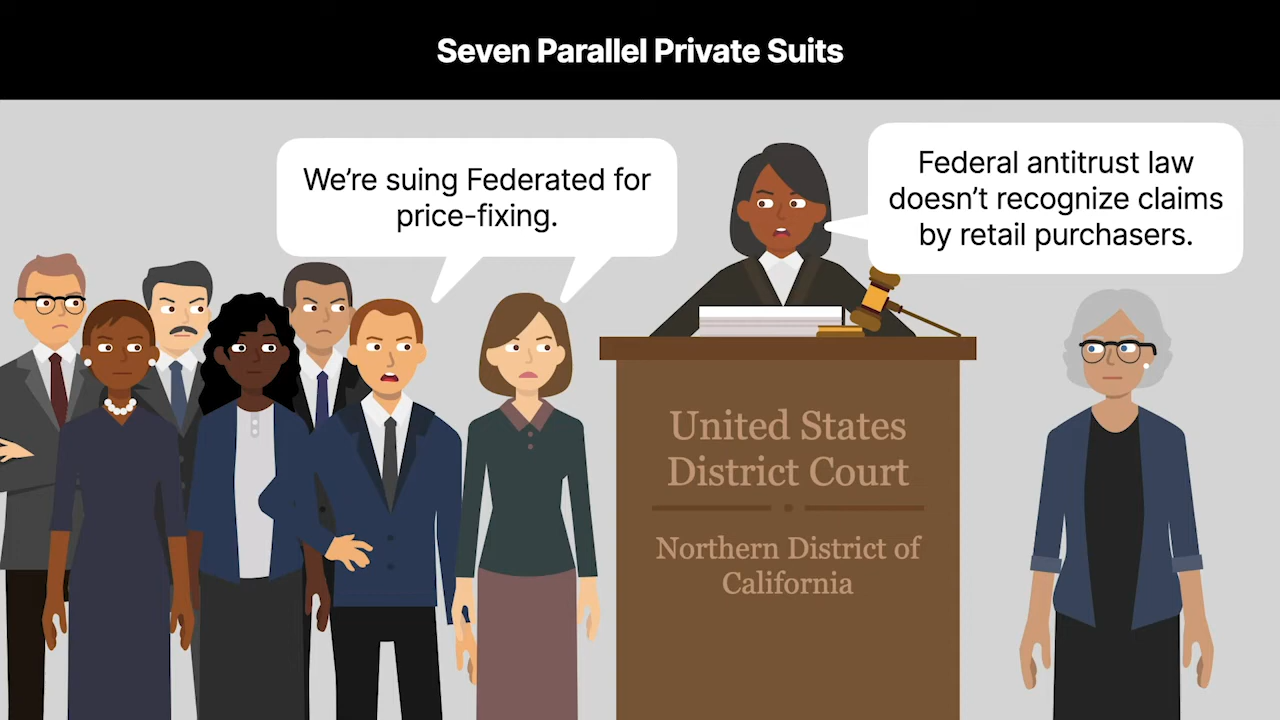 Seven Parallel Private Suits
We’re suing Federated for
price-fixing.
Federal antitrust law
doesn’t recognize claims
by retail purchasers.
United States
District Court
Northern District of
California